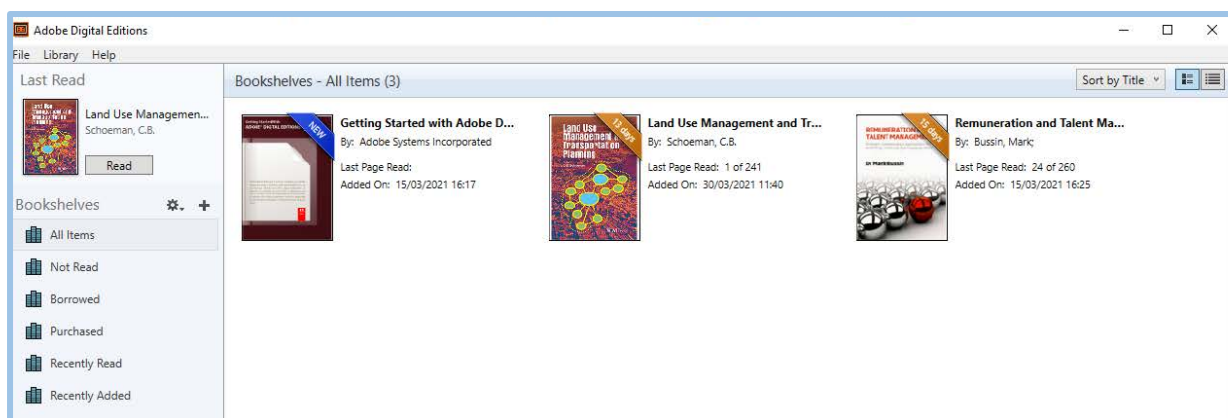 Adobe Digital Editions
File Library Help
Last Read
Land Use Managemen...
Schoeman, C.B.
Read
Bookshelves
All Items
Not Read
Borrowed
Purchased
Recently Read
Recently Added
Bookshelves - All Items (3)
Sort by Title
NEW
Getting Started with Adobe D...
By: Adobe Systems Incorporated
Last Page Read:
Added On: 15/03/2021 16:17
Land Use
Management &
Transportation
Planning
13 days
Land Use Management and Tr...
By: Schoeman, C.B.
Last Page Read: 1 of 241
Added On: 30/03/2021 11:40
REMUNERATION
TALENT MANAGEMENT
Dr Mark Bussin
15 days
Remuneration and Talent Ma...
By: Bussin, Mark;
Last Page Read: 24 of 260
Added On: 15/03/2021 16:25